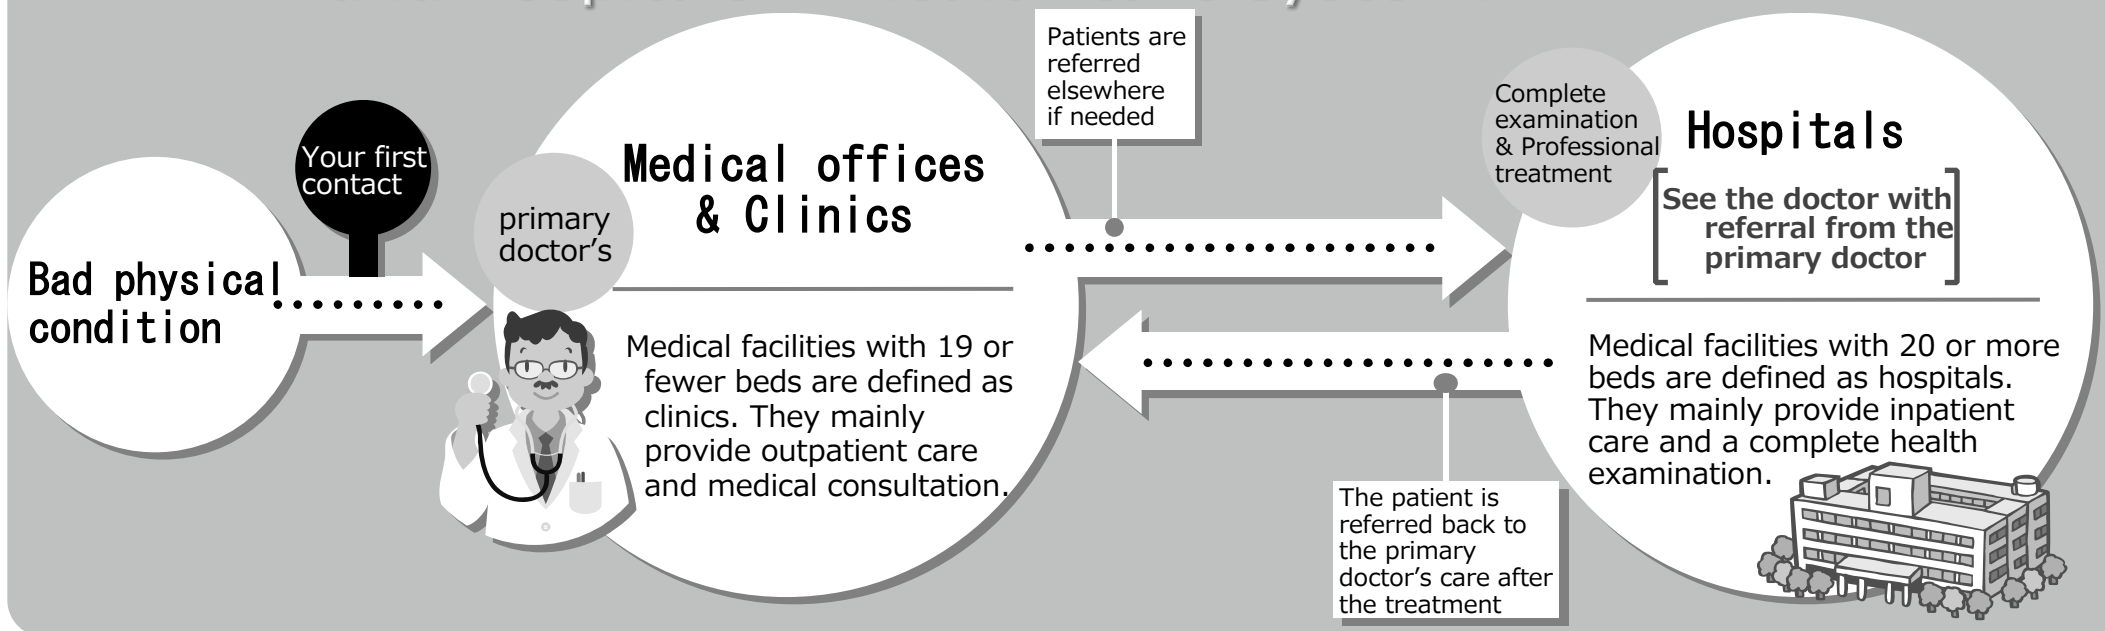 Bad physical
condition
Your first
contact
primary
doctor's
Medical offices
& Clinics
Medical facilities with 19 or
fewer beds are defined as
clinics. They mainly
provide outpatient care
and medical consultation.
Patients are
referred
elsewhere
if needed
The patient is
referred back to
the primary
doctor's care after
the treatment
Complete
examination
& Professional
treatment
Hospitals
See the doctor with
referral from the
primary doctor
Medical facilities with 20 or more
beds are defined as hospitals.
They mainly provide inpatient
care and a complete health
examination.